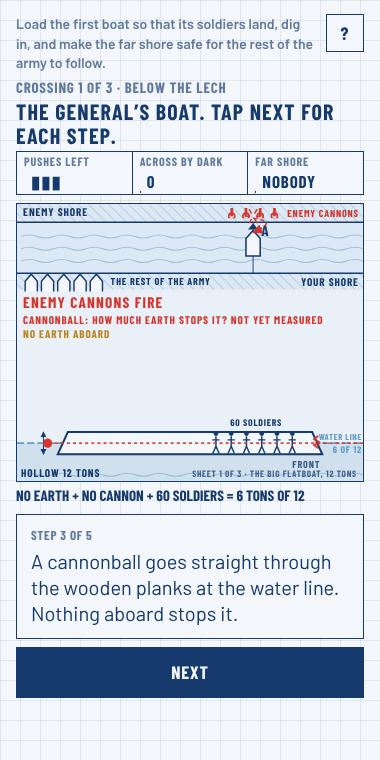 Load the first boat so that its soldiers land, dig
in, and make the far shore safe for the rest of the
army to follow.
?
CROSSING 1 OF 3 · BELOW THE LECH
THE GENERAL'S BOAT. TAP NEXT FOR
EACH STEP.
PUSHES LEFT
ACROSS BY DARK
0
FAR SHORE
NOBODY
ENEMY SHORE
ENEMY CANNONS
A
THE REST OF THE ARMY
YOUR SHORE
ENEMY CANNONS FIRE
CANNONBALL: HOW MUCH EARTH STOPS IT? NOT YET MEASURED
NO EARTH ABOARD
60 SOLDIERS
WATER LINE
6 OF 12
FRONT
HOLLOW 12 TONS
SHEET 1 OF 3 · THE BIG FLATBOAT, 12 TONS
NO EARTH + NO CANNON + 60 SOLDIERS = 6 TONS OF 12
STEP 3 OF 5
A cannonball goes straight through
the wooden planks at the water line.
Nothing aboard stops it.
NEXT